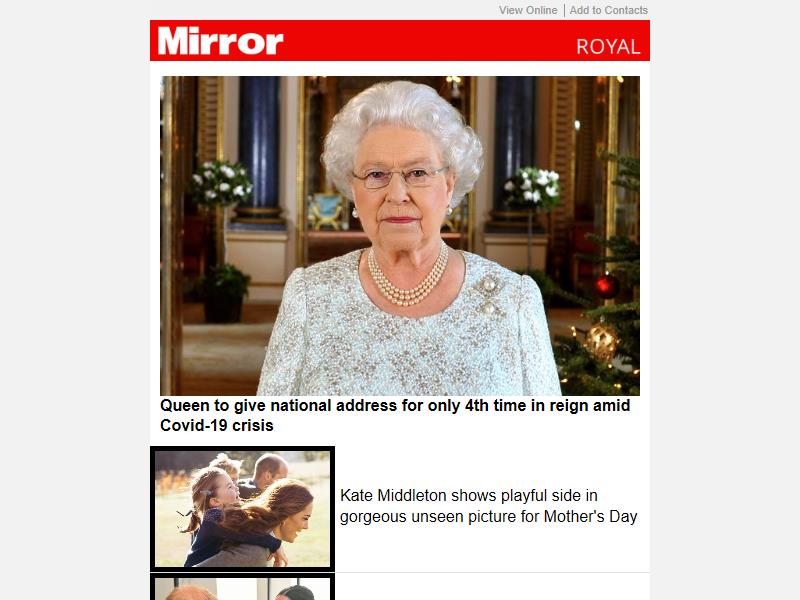 View Online | Add to Contacts
Mirror ROYAL
Queen to give national address for only 4th time in reign amid
Covid-19 crisis
Kate Middleton shows playful side in
gorgeous unseen picture for Mother's Day